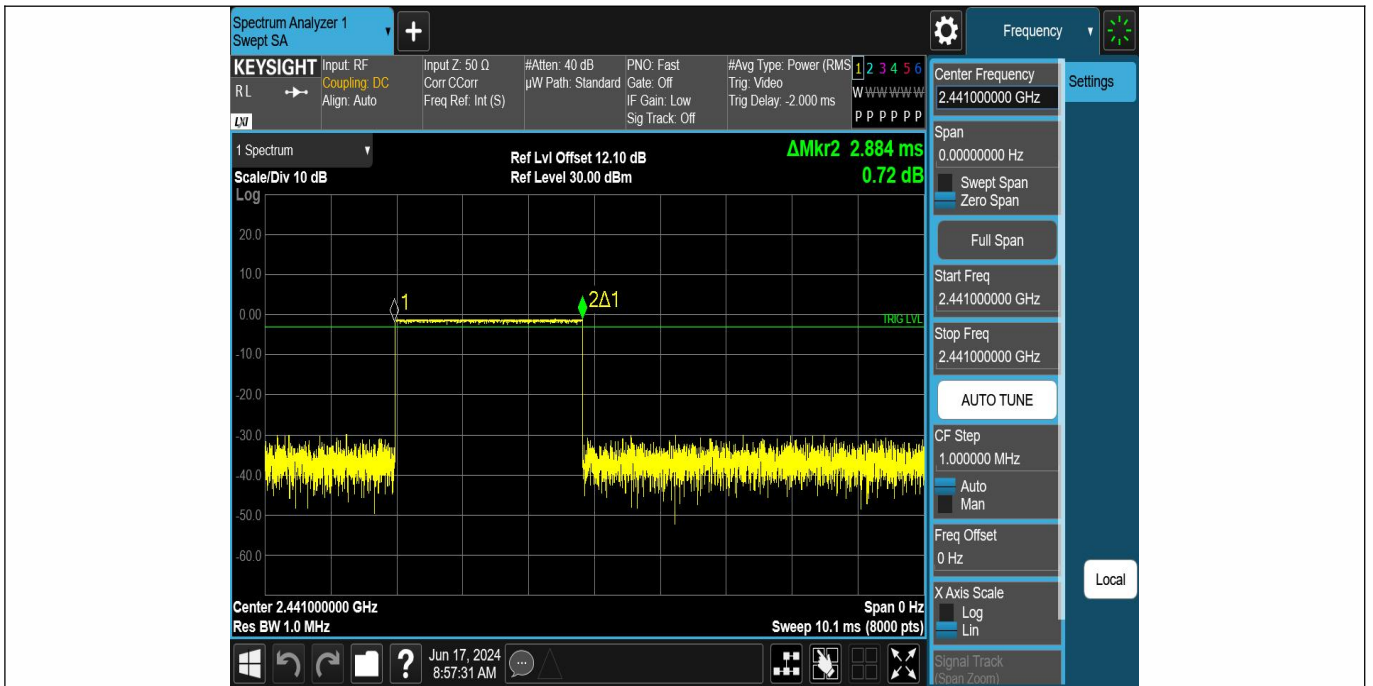 Spectrum Analyzer 1
Swept SA
Frequency
KEYSIGHT
RL
LXI
Input: RF
Coupling: DC
Align: Auto
Input Z: 50 Ω
Corr CCorr
Freq Ref: Int (S)
#Atten: 40 dB
µW Path: Standard
PNO: Fast
Gate: Off
IF Gain: Low
Sig Track: Off
#Avg Type: Power (RMS
Trig: Video
Trig Delay: -2.000 ms
1 2 3 4 5 6
W W W W W W
P P P P P P
1 Spectrum
Scale/Div 10 dB
Ref Lvl Offset 12.10 dB
Ref Level 30.00 dBm
ΔMkr2 2.884 ms
0.72 dB
Log
20.0
10.0
0.00
-10.0
-20.0
-30.0
-40.0
-50.0
-60.0
1
2Δ1
TRIG LVL
Center 2.441000000 GHz
Res BW 1.0 MHz
Span 0 Hz
Sweep 10.1 ms (8000 pts)
Center Frequency
2.441000000 GHz
Settings
Span
0.00000000 Hz
Swept Span
Zero Span
Full Span
Start Freq
2.441000000 GHz
Stop Freq
2.441000000 GHz
AUTO TUNE
CF Step
1.000000 MHz
Auto
Man
Freq Offset
0 Hz
X Axis Scale
Log
Lin
Local
Signal Track
(Span Zoom)
?
Jun 17, 2024
8:57:31 AM